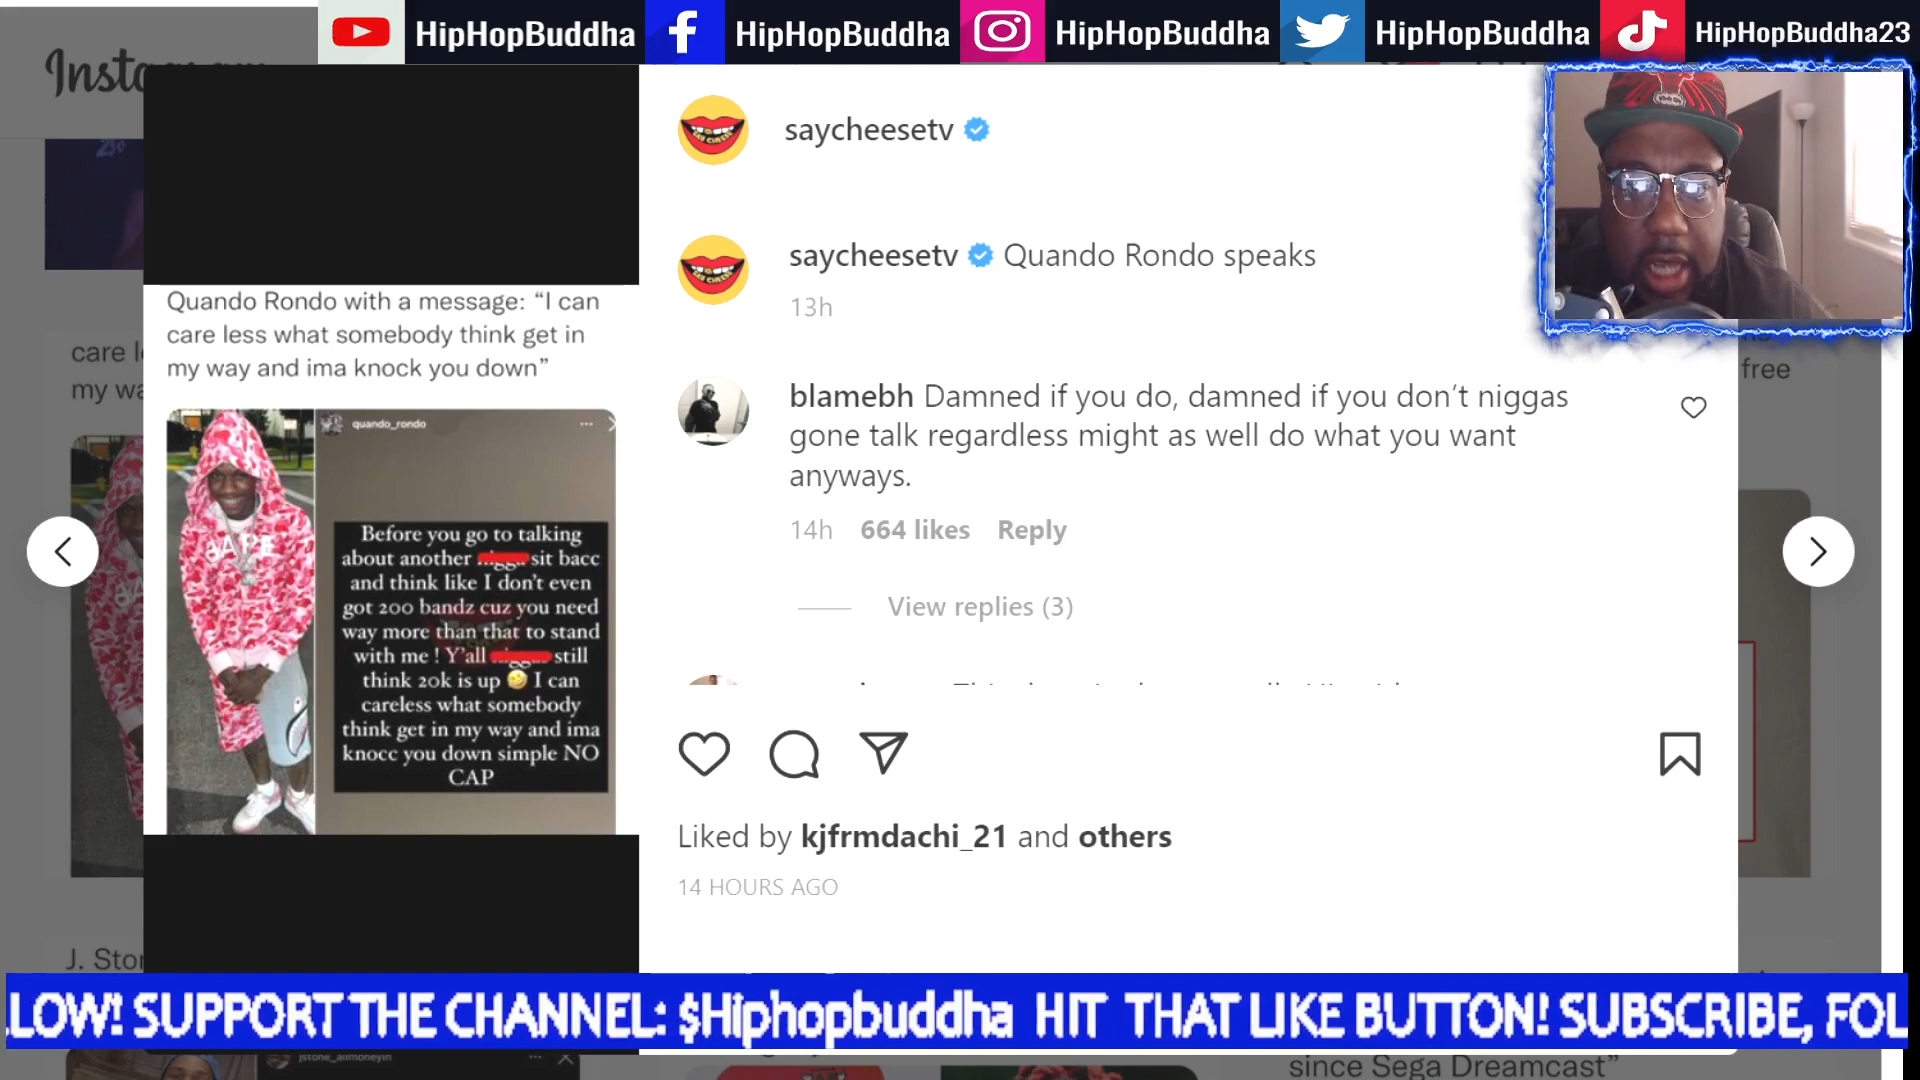 HipHopBuddha
HipHopBuddha
HipHopBuddha
HipHopBuddha
HipHopBuddha23
saycheesetv
saycheesetv Quando Rondo speaks
13h
Quando Rondo with a message: “I can
care less what somebody think get in
my way and ima knock you down”
quando_rondo
Before you go to talking
about another sit bacc
and think like I don't even
got 200 bandz cuz you need
way more than that to stand
with me ! Y'all still
think 20k is up 🤣 I can
careless what somebody
think get in my way and ima
knocc you down simple NO
CAP
blamebh Damned if you do, damned if you don’t niggas
gone talk regardless might as well do what you want
anyways.
14h 664 likes Reply
View replies (3)
Liked by kjfrmdachi_21 and others
14 HOURS AGO
free
J. Stor
LOW! SUPPORT THE CHANNEL: $Hiphopbuddha HIT THAT LIKE BUTTON! SUBSCRIBE, FOL
jstone_allmoneyin
since Sega Dreamcast”